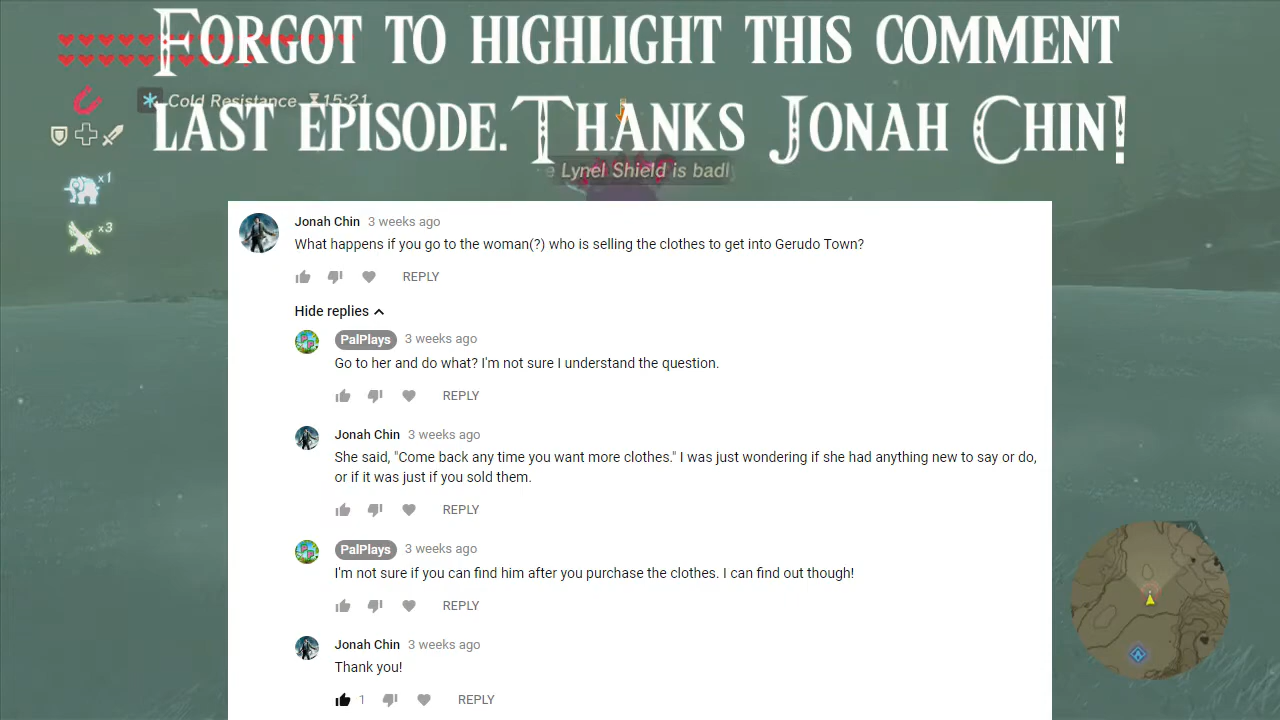 Forgot to highlight this comment
last episode. Thanks Jonah Chin!
Cold Resistance 15:21
e Lynel Shield is badly
x1
x3
Jonah Chin 3 weeks ago
What happens if you go to the woman(?) who is selling the clothes to get into Gerudo Town?
REPLY
Hide replies
PalPlays 3 weeks ago
Go to her and do what? I'm not sure I understand the question.
REPLY
Jonah Chin 3 weeks ago
She said, "Come back any time you want more clothes." I was just wondering if she had anything new to say or do,
or if it was just if you sold them.
REPLY
PalPlays 3 weeks ago
I'm not sure if you can find him after you purchase the clothes. I can find out though!
REPLY
Jonah Chin 3 weeks ago
Thank you!
1 REPLY